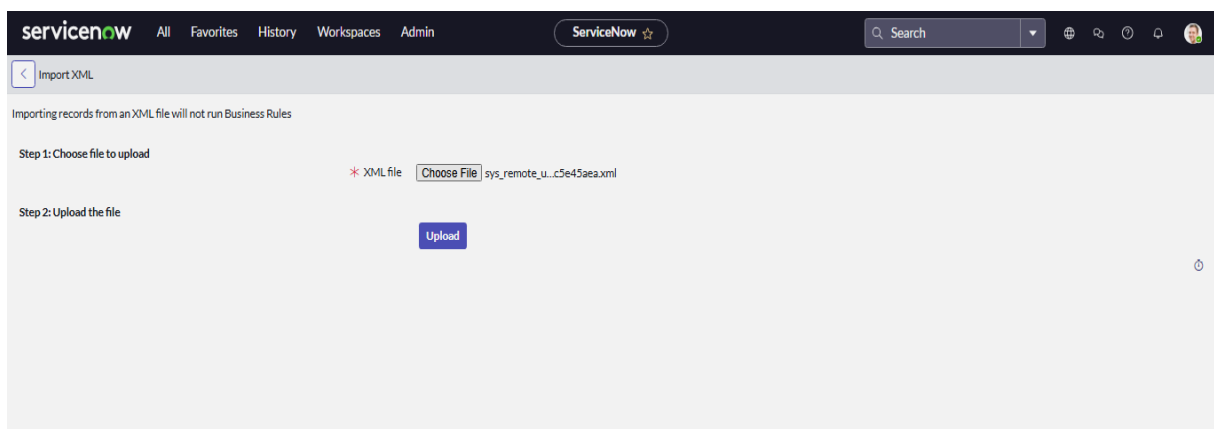 servicenow All Favorites History Workspaces Admin ServiceNow Search
Import XML
Importing records from an XML file will not run Business Rules
Step 1: Choose file to upload
XML file Choose File sys_remote_u...c5e45aea.xml
Step 2: Upload the file
Upload